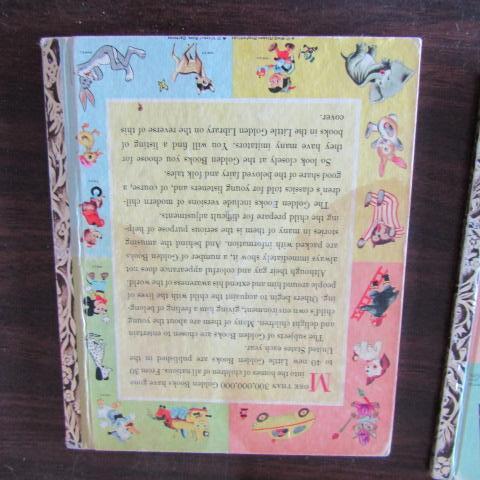 MORE THAN 300,000,000 Golden Books have gone
into the homes of children of all nations. From 30
to 40 new Little Golden Books are published in the
United States each year.
The subjects of Golden Books are chosen to entertain
and delight children. Many of them are about the young
child's own environment, giving him a feeling of belong-
ing. Others begin to acquaint the child with the lives of
people around him and extend his awareness of the world.
Although their gay and colorful appearance does not
always immediately show it, a number of Golden Books
are packed with information. And behind the amusing
stories in many of them is the serious purpose of help-
ing the child prepare for difficult adjustments.
The Golden Books include versions of modern chil-
dren's classics told for young listeners and, of course, a
good share of the beloved fairy and folk tales.
So look closely at the Golden Books you choose for
they have many imitators. You will find a listing of
books in the Little Golden Library on the reverse of this
cover.